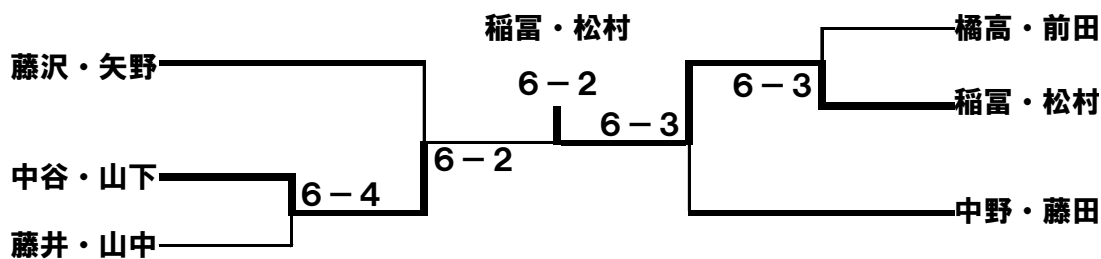 稲冨・松村
橘高・前田
藤沢・矢野
6－2
6－3
稲冨・松村
6－3
6－2
中谷・山下
6－4
中野・藤田
藤井・山中